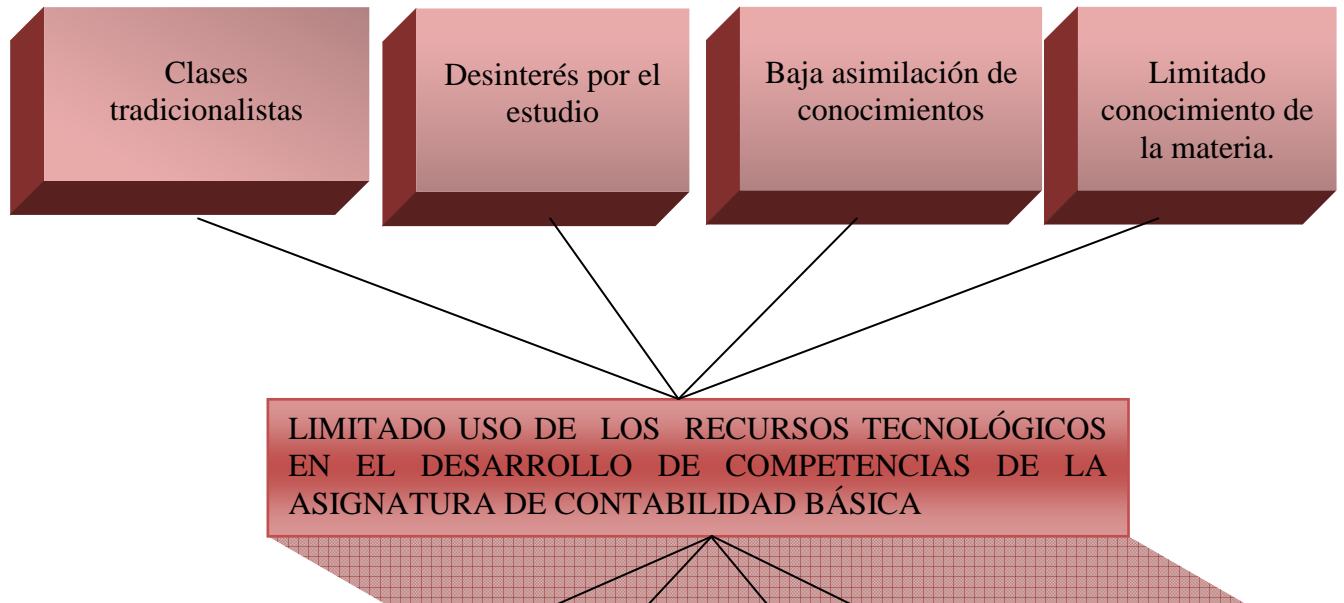 Clases
tradicionalistas
Desinterés por el
estudio
Baja asimilación de
conocimientos
Limitado
conocimiento de
la materia.
LIMITADO USO DE LOS RECURSOS TECNOLÓGICOS
EN EL DESARROLLO DE COMPETENCIAS DE LA
ASIGNATURA DE CONTABILIDAD BÁSICA